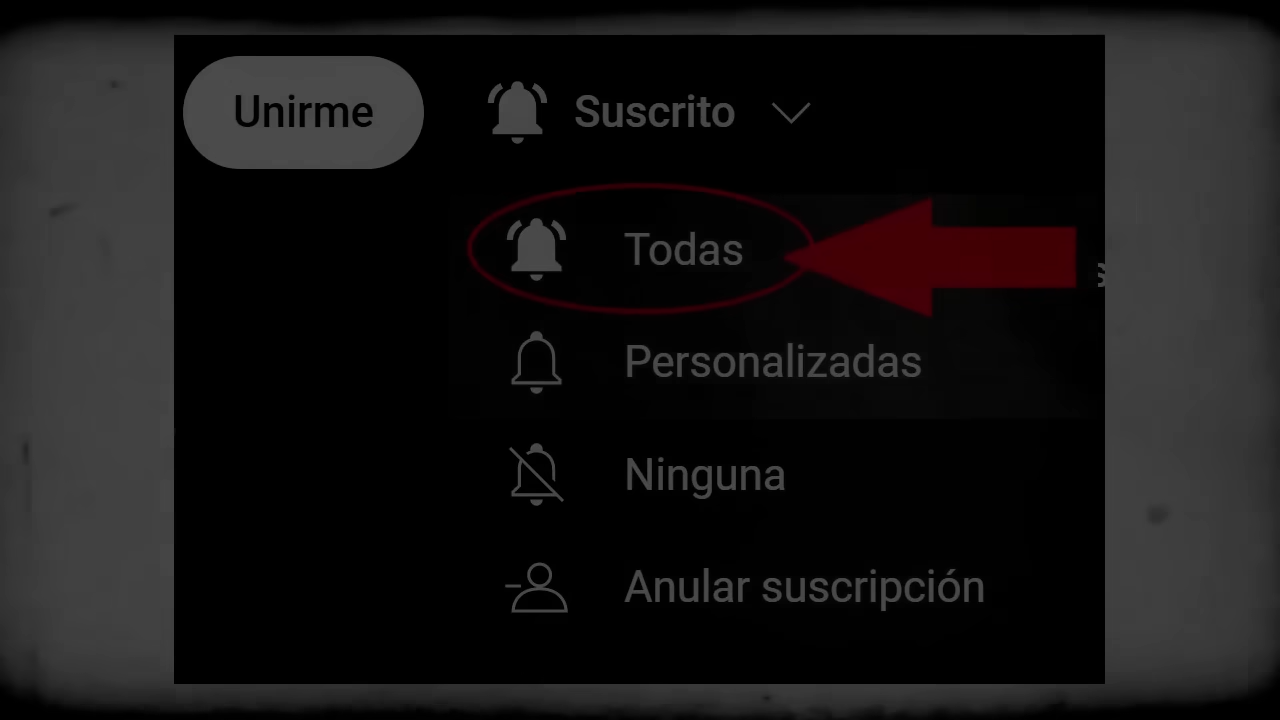 Unirme
Suscrito
Todas
s
Personalizadas
Ninguna
Anular suscripción